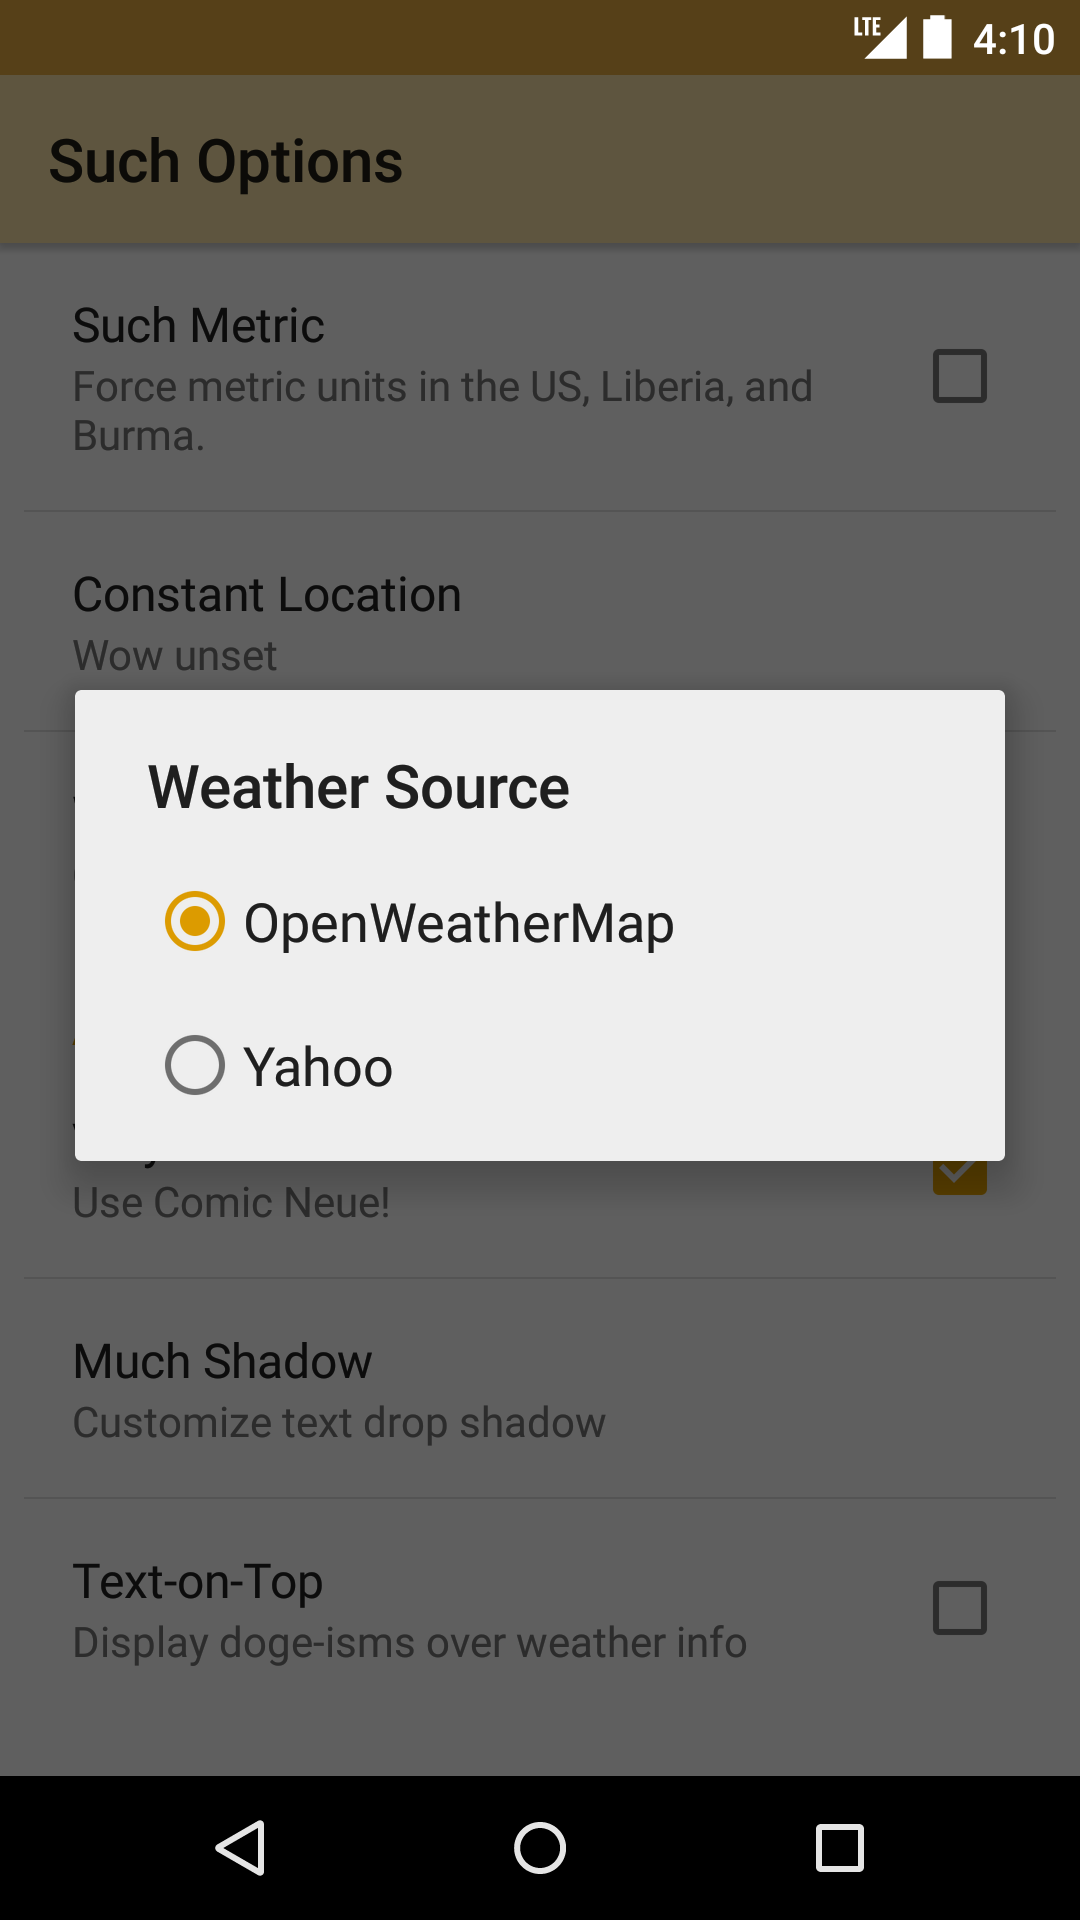 LTE 4:10
Such Options
Such Metric
Force metric units in the US, Liberia, and
Burma.
Constant Location
Wow unset
Weather Source
OpenWeatherMap
Yahoo
Use Comic Neue!
Much Shadow
Customize text drop shadow
Text-on-Top
Display doge-isms over weather info